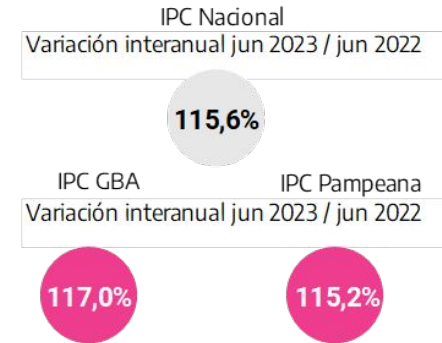 IPC Nacional
Variación interanual jun 2023 / jun 2022
115,6%
IPC GBA IPC Pampeana
Variación interanual jun 2023 / jun 2022
117,0% 115,2%